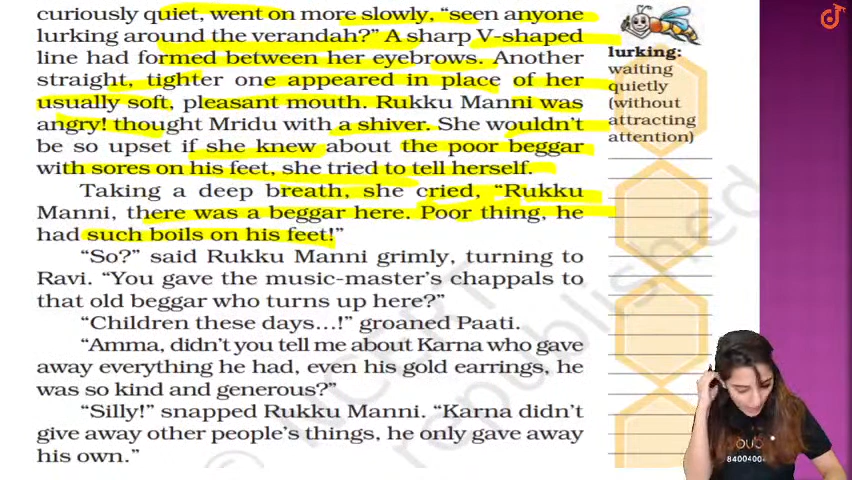 curiously quiet, went on more slowly, “seen anyone
lurking around the verandah?” A sharp V-shaped
line had formed between her eyebrows. Another
straight, tighter one appeared in place of her
usually soft, pleasant mouth. Rukku Manni was
angry! thought Mridu with a shiver. She wouldn’t
be so upset if she knew about the poor beggar
with sores on his feet, she tried to tell herself.
Taking a deep breath, she cried, “Rukku
Manni, there was a beggar here. Poor thing, he
had such boils on his feet!”
“So?” said Rukku Manni grimly, turning to
Ravi. “You gave the music-master’s chappals to
that old beggar who turns up here?”
“Children these days...!” groaned Paati.
“Amma, didn’t you tell me about Karna who gave
away everything he had, even his gold earrings, he
was so kind and generous?”
“Silly!” snapped Rukku Manni. “Karna didn’t
give away other people’s things, he only gave away
his own.”
lurking:
waiting
quietly
(without
attracting
attention)
© NCERT
republished